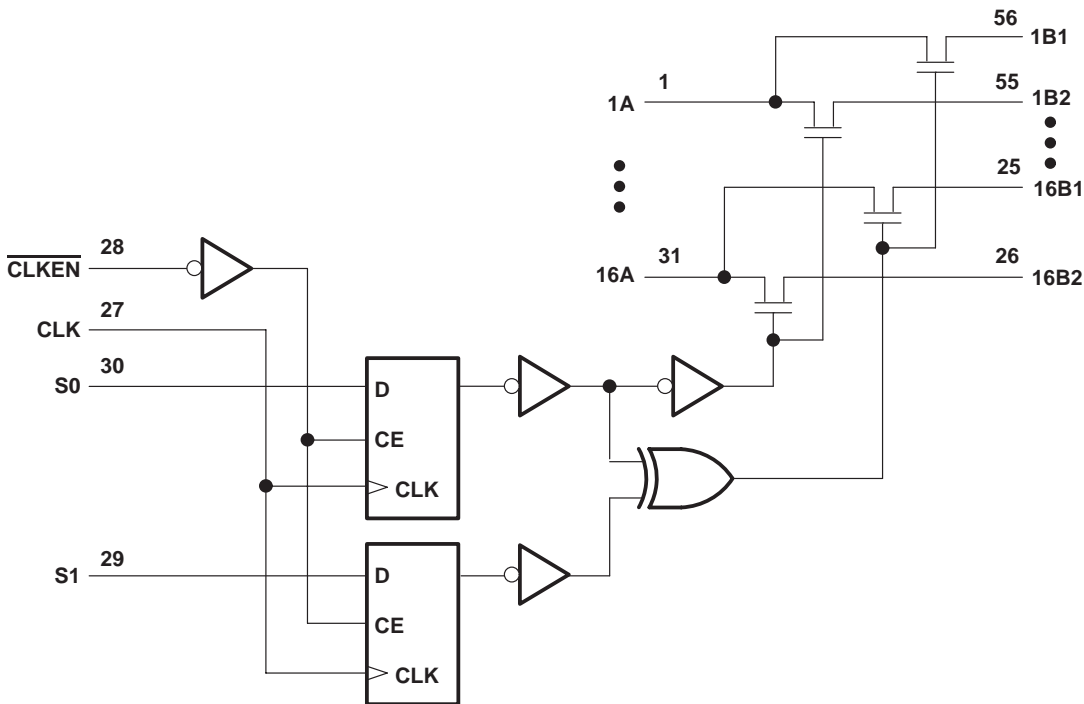 56
1B1
1
1A
55
1B2
25
16B1
28
CLKEN
31
16A
26
16B2
27
CLK
30
S0
D
CE
CLK
29
S1
D
CE
CLK